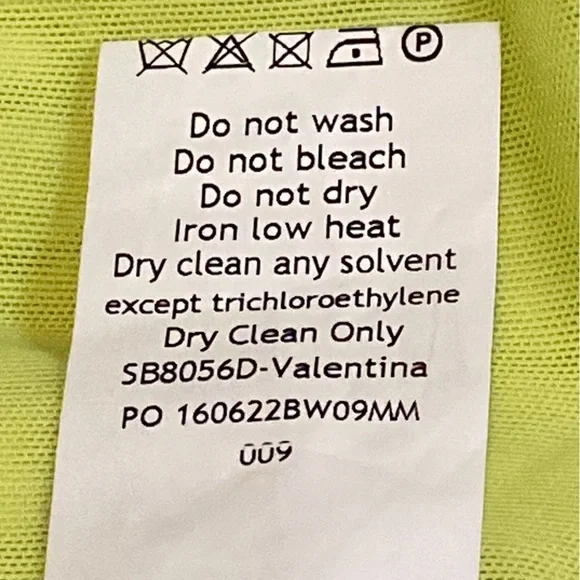 P
Do not wash
Do not bleach
Do not dry
Iron low heat
Dry clean any solvent
except trichloroethylene
Dry Clean Only
SB8056D-Valentina
PO 160622BW09MM
009